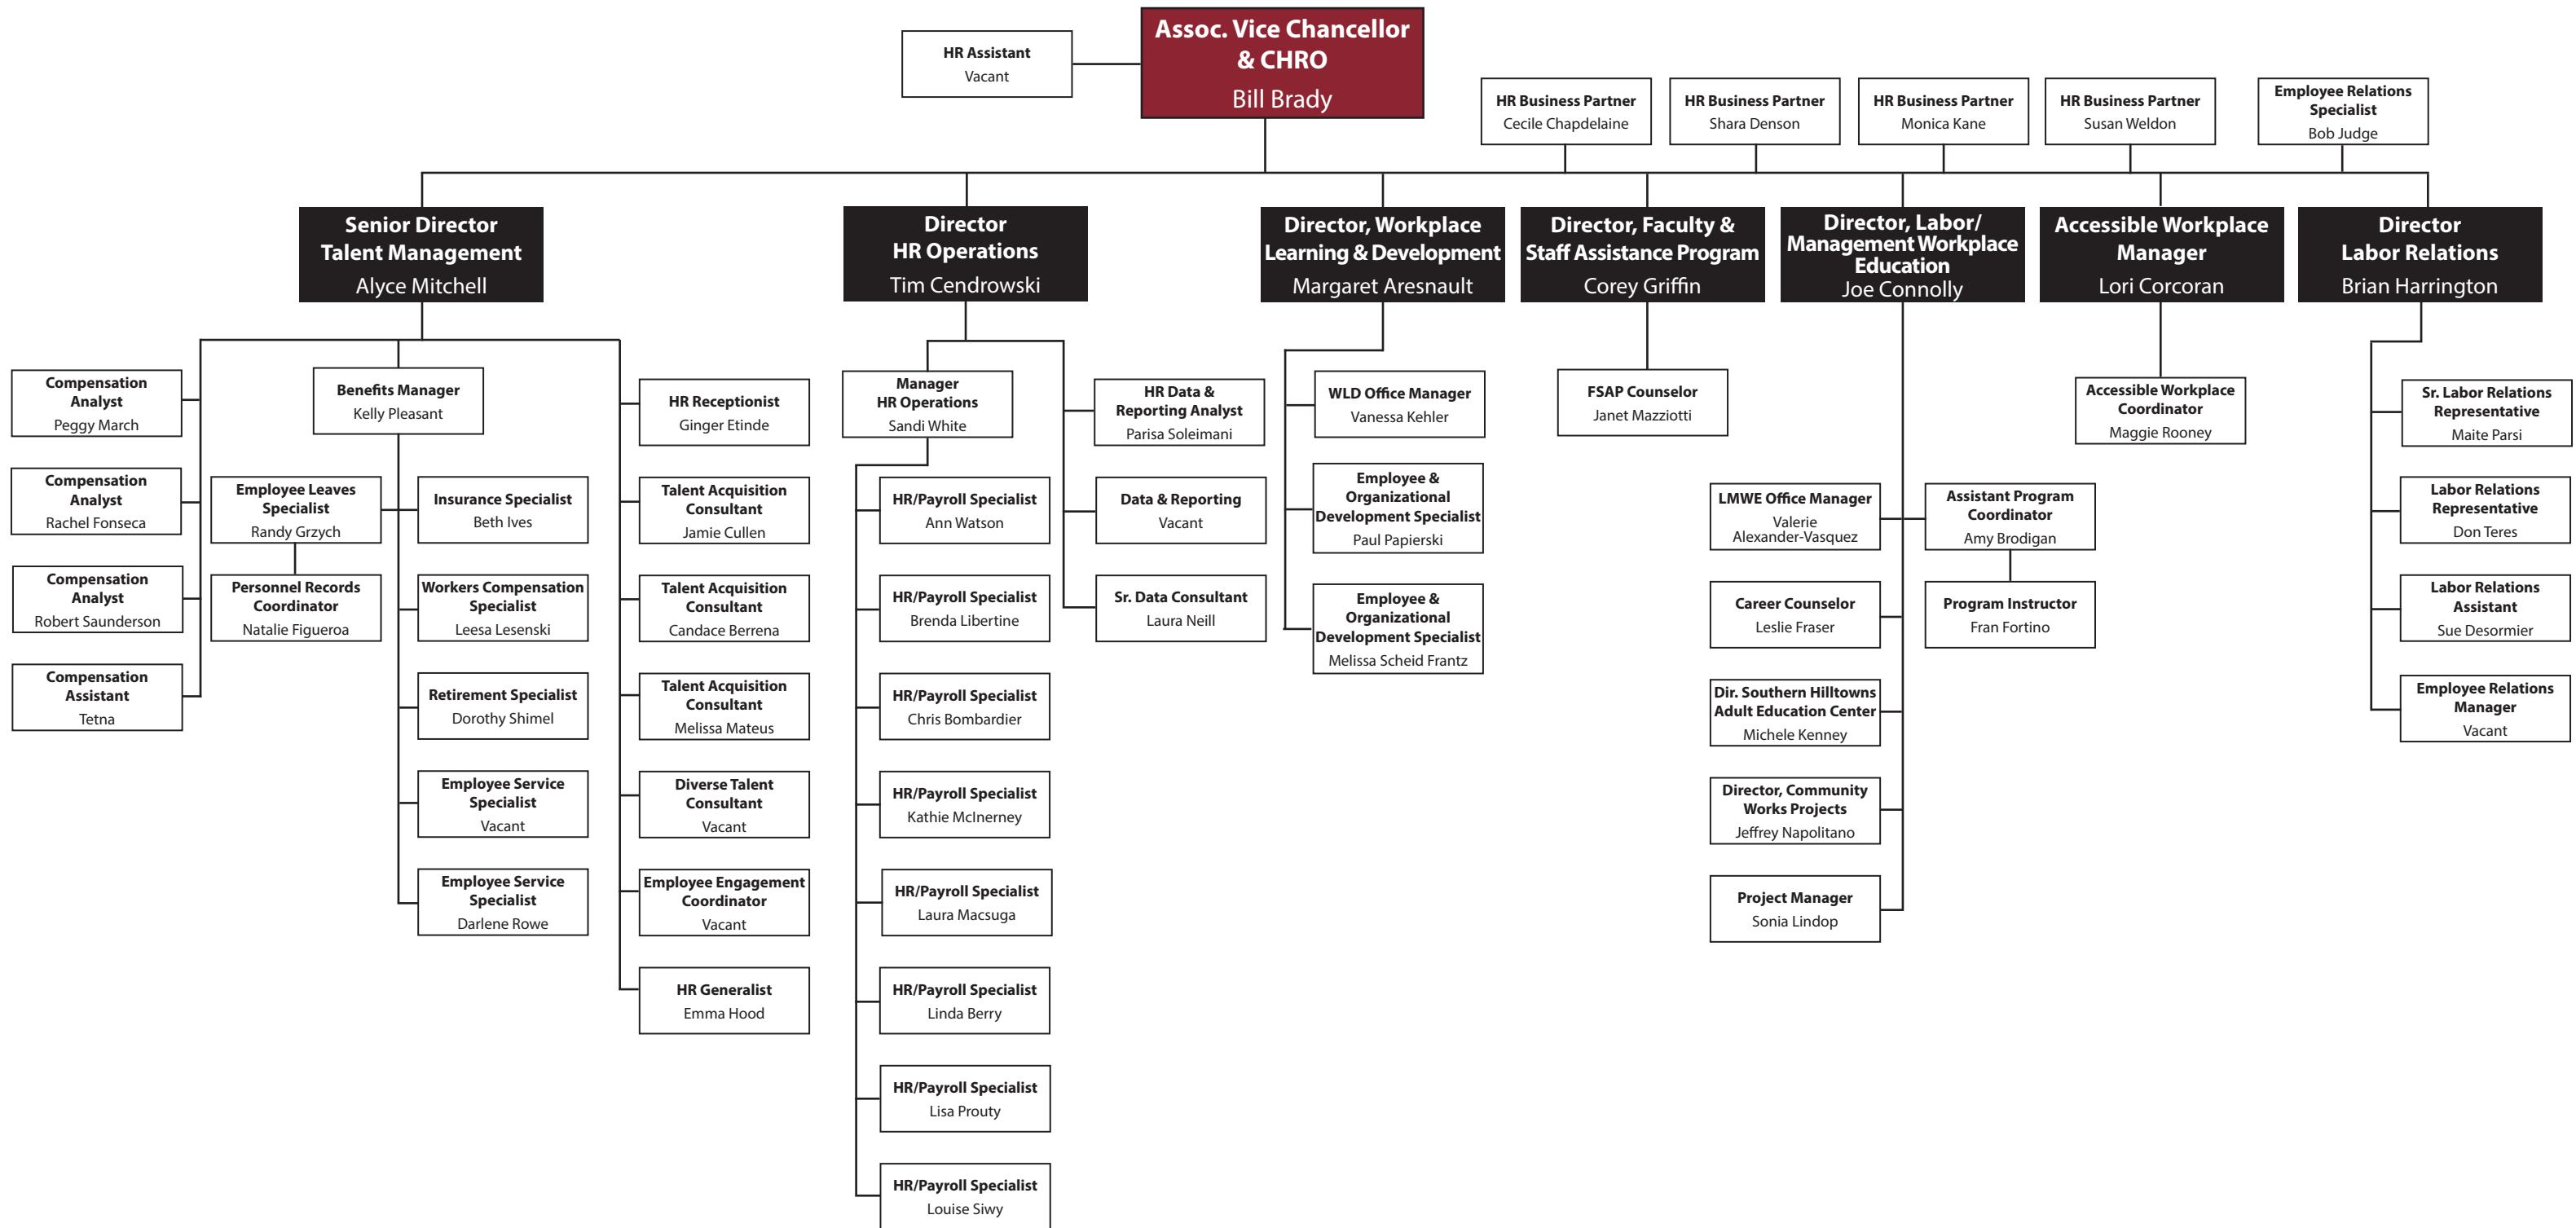 Assoc. Vice Chancellor
& CHRO
Bill Brady
HR Assistant
Vacant
HR Business Partner
Cecile Chapdelaine
HR Business Partner
Shara Denson
HR Business Partner
Monica Kane
HR Business Partner
Susan Weldon
Employee Relations
Specialist
Bob Judge
Senior Director
Talent Management
Alyce Mitchell
Director
HR Operations
Tim Cendrowski
Director, Workplace
Learning & Development
Margaret Aresnault
Director, Faculty &
Staff Assistance Program
Corey Griffin
Director, Labor/
Management Workplace
Education
Joe Connolly
Accessible Workplace
Manager
Lori Corcoran
Director
Labor Relations
Brian Harrington
Compensation
Analyst
Peggy March
Compensation
Analyst
Rachel Fonseca
Compensation
Analyst
Robert Saunderson
Compensation
Assistant
Tetna
Benefits Manager
Kelly Pleasant
Employee Leaves
Specialist
Randy Grzych
Personnel Records
Coordinator
Natalie Figueroa
Insurance Specialist
Beth Ives
Workers Compensation
Specialist
Leesa Lesenski
Retirement Specialist
Dorothy Shimel
Employee Service
Specialist
Vacant
Employee Service
Specialist
Darlene Rowe
HR Receptionist
Ginger Etinde
Talent Acquisition
Consultant
Jamie Cullen
Talent Acquisition
Consultant
Candace Berrena
Talent Acquisition
Consultant
Melissa Mateus
Diverse Talent
Consultant
Vacant
Employee Engagement
Coordinator
Vacant
HR Generalist
Emma Hood
Manager
HR Operations
Sandi White
HR/Payroll Specialist
Ann Watson
HR/Payroll Specialist
Brenda Libertine
HR/Payroll Specialist
Chris Bombardier
HR/Payroll Specialist
Kathie McInerney
HR/Payroll Specialist
Laura Macsuga
HR/Payroll Specialist
Linda Berry
HR/Payroll Specialist
Lisa Prouty
HR/Payroll Specialist
Louise Siwy
HR Data &
Reporting Analyst
Parisa Soleimani
Data & Reporting
Vacant
Sr. Data Consultant
Laura Neill
WLD Office Manager
Vanessa Kehler
Employee &
Organizational
Development Specialist
Paul Papierski
Employee &
Organizational
Development Specialist
Melissa Scheid Frantz
FSAP Counselor
Janet Mazziotti
LMWE Office Manager
Valerie
Alexander-Vasquez
Career Counselor
Leslie Fraser
Dir. Southern Hilltowns
Adult Education Center
Michele Kenney
Director, Community
Works Projects
Jeffrey Napolitano
Project Manager
Sonia Lindop
Assistant Program
Coordinator
Amy Brodigan
Program Instructor
Fran Fortino
Accessible Workplace
Coordinator
Maggie Rooney
Sr. Labor Relations
Representative
Maite Parsi
Labor Relations
Representative
Don Teres
Labor Relations
Assistant
Sue Desormier
Employee Relations
Manager
Vacant